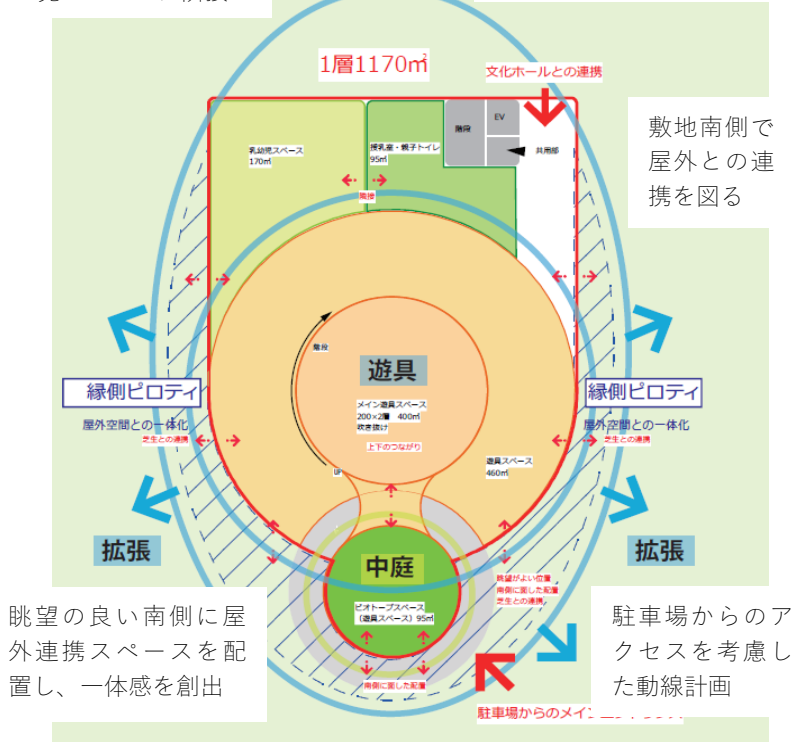 1層1170㎡
文化ホールとの連携
階段
EV
共用部
乳幼児スペース
170㎡
授乳室・親子トイレ
95㎡
隣接
敷地南側で
屋外との連
携を図る
階段
遊具
メイン遊具スペース
200×2層 400㎡
吹き抜け
上下のつながり
UP
遊具スペース
460㎡
縁側ピロティ
屋外空間との一体化
芝生との連携
縁側ピロティ
屋外空間との一体化
芝生との連携
拡張
拡張
中庭
ビオトープスペース
(遊具スペース)95㎡
眺望がよい位置
南側に面した配置
芝生との連携
南側に面した配置
眺望の良い南側に屋
外連携スペースを配
置し、一体感を創出
駐車場からのア
クセスを考慮し
た動線計画
駐車場からのメイン